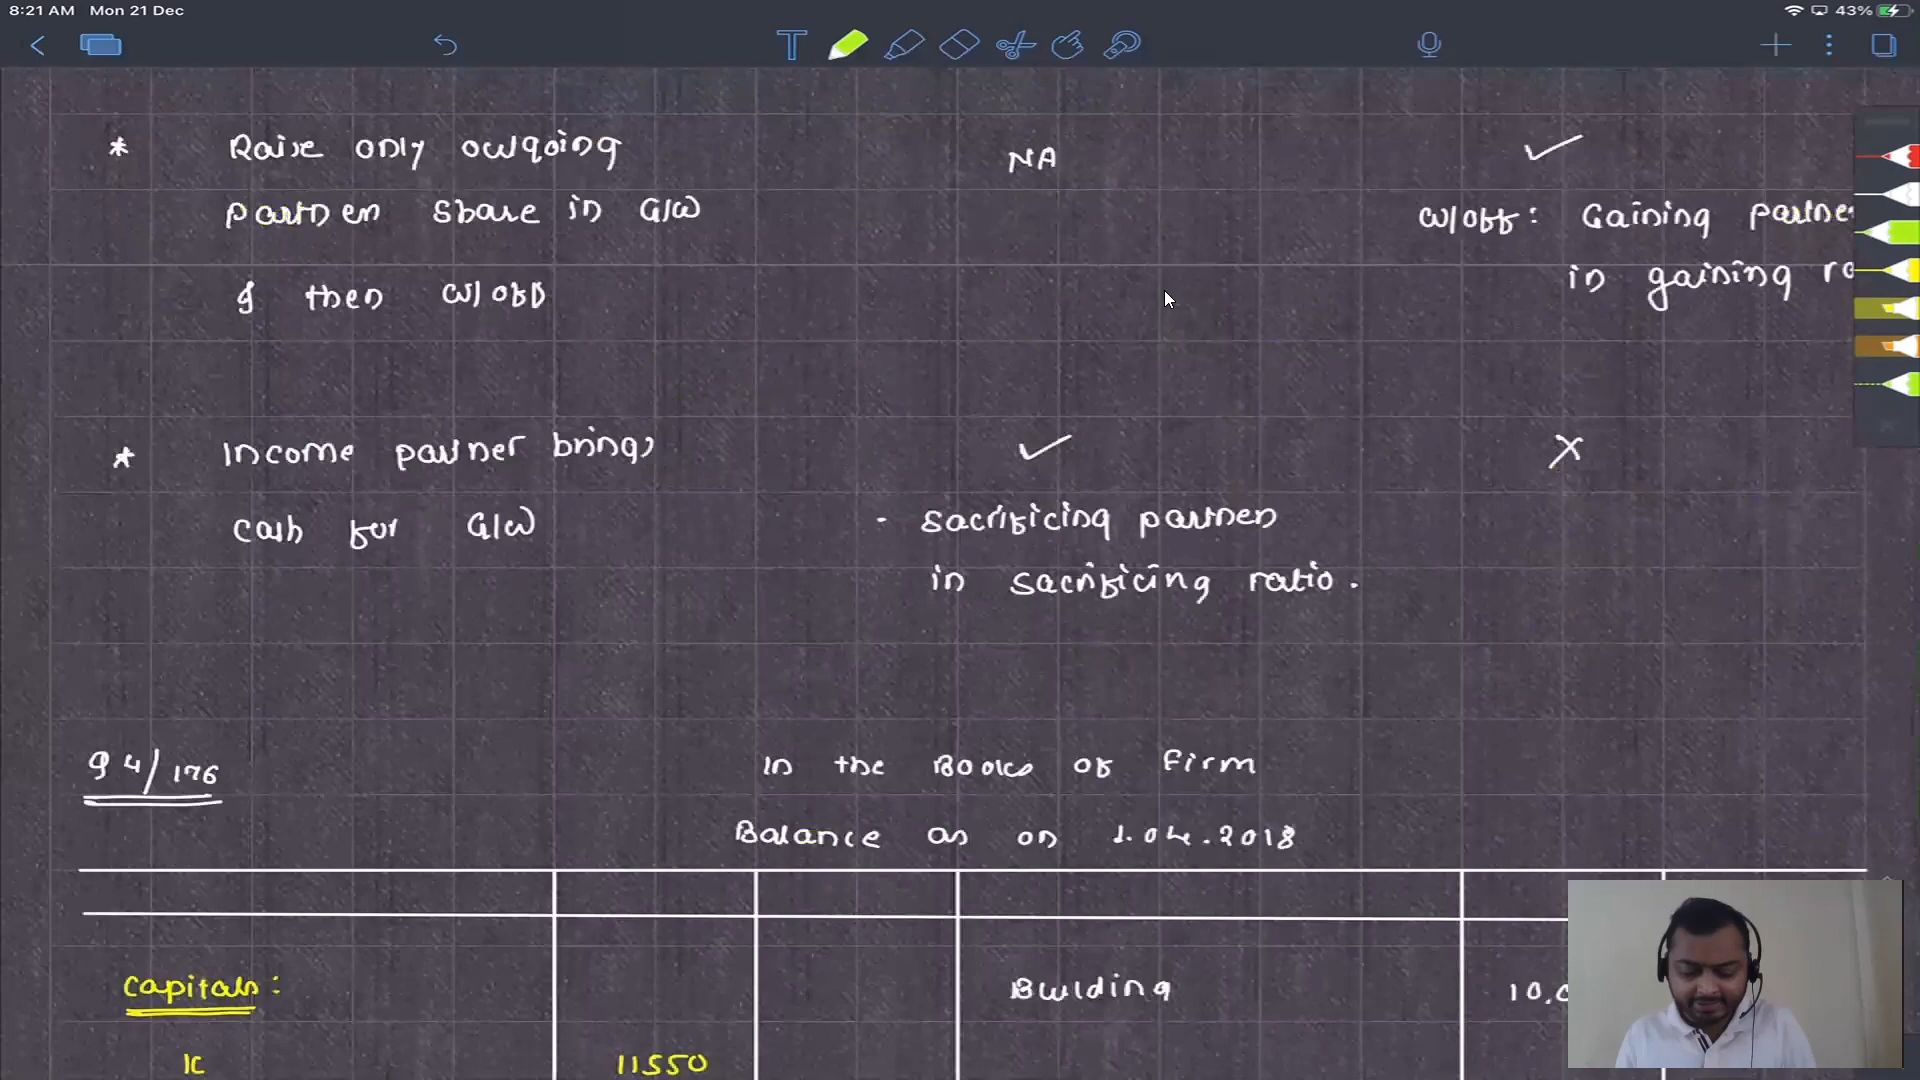 8:21 AM Mon 21 Dec
43%
* Raise only outgoing NA
partner share in G/W W/off: Gaining partne
& then W/off in gaining ra
* Income partner brings
cash for G/W - sacrificing partner
in sacrificing ratio.
Q 4/176 In the Books of Firm
Balance as on 1.04.2018
Capitals: Building 10,0
K 11550